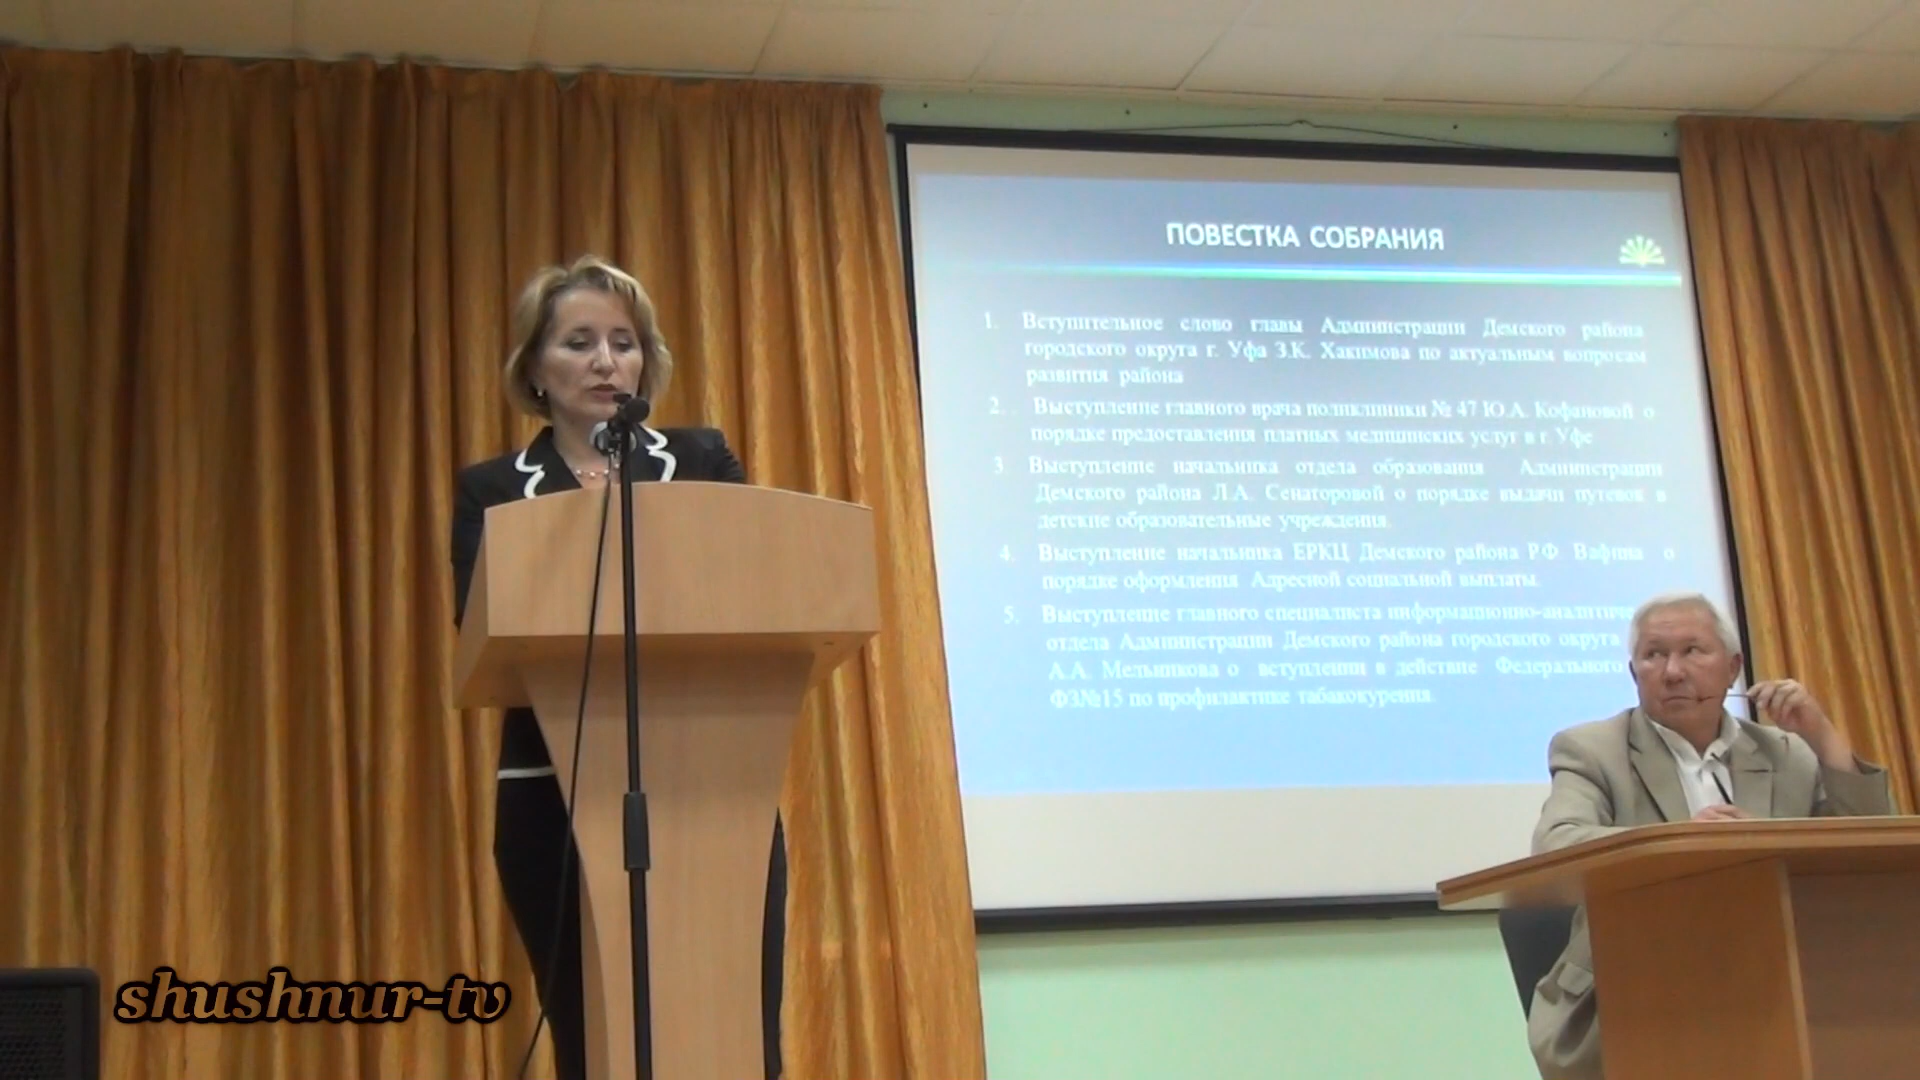 ПОВЕСТКА СОБРАНИЯ
1. Вступительное слово главы Администрации Демского района
городского округа г. Уфа З.К. Хакимова по актуальным вопросам
развития района
2. Выступление главного врача поликлиники № 47 Ю.А. Кофановой о
порядке предоставления платных медицинских услуг в г. Уфе
3. Выступление начальника отдела образования Администрации
Демского района Л.А. Сенаторовой о порядке выдачи путевок в
детские образовательные учреждения.
4. Выступление начальника ЕРКЦ Демского района Р.Ф. Вафина о
порядке оформления Адресной социальной выплаты.
5. Выступление главного специалиста информационно-аналитиче
отдела Администрации Демского района городского округа
А.А. Мельникова о вступлении в действие Федерального
ФЗ№15 по профилактике табакокурения.
shushnur-tv